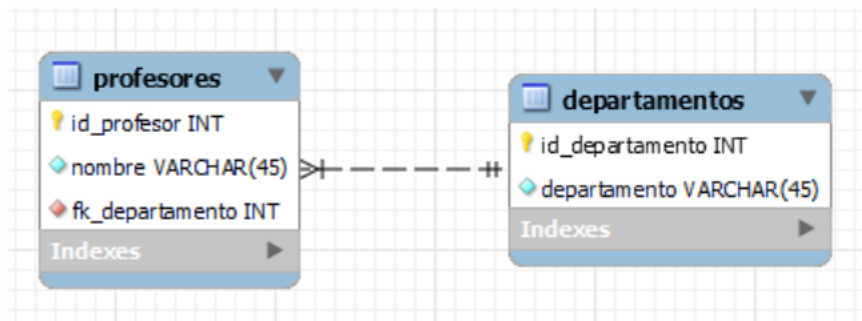 profesores
id_profesor INT
nombre VARCHAR(45)
fk_departamento INT
Indexes
departamentos
id_departamento INT
departamento VARCHAR(45)
Indexes